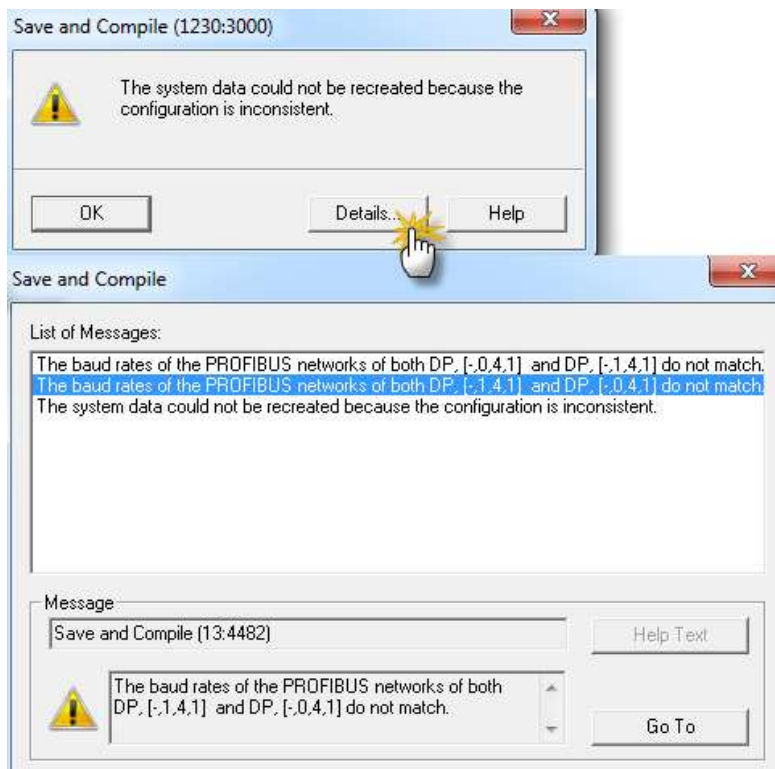 Save and Compile (1230:3000)
The system data could not be recreated because the
configuration is inconsistent.
OK
Details...
Help
Save and Compile
List of Messages:
The baud rates of the PROFIBUS networks of both DP, [-,0,4,1] and DP, [-,1,4,1] do not match.
The baud rates of the PROFIBUS networks of both DP, [-,1,4,1] and DP, [-,0,4,1] do not match.
The system data could not be recreated because the configuration is inconsistent.
Message
Save and Compile (13:4482)
Help Text
The baud rates of the PROFIBUS networks of both
DP, [-,1,4,1] and DP, [-,0,4,1] do not match.
Go To